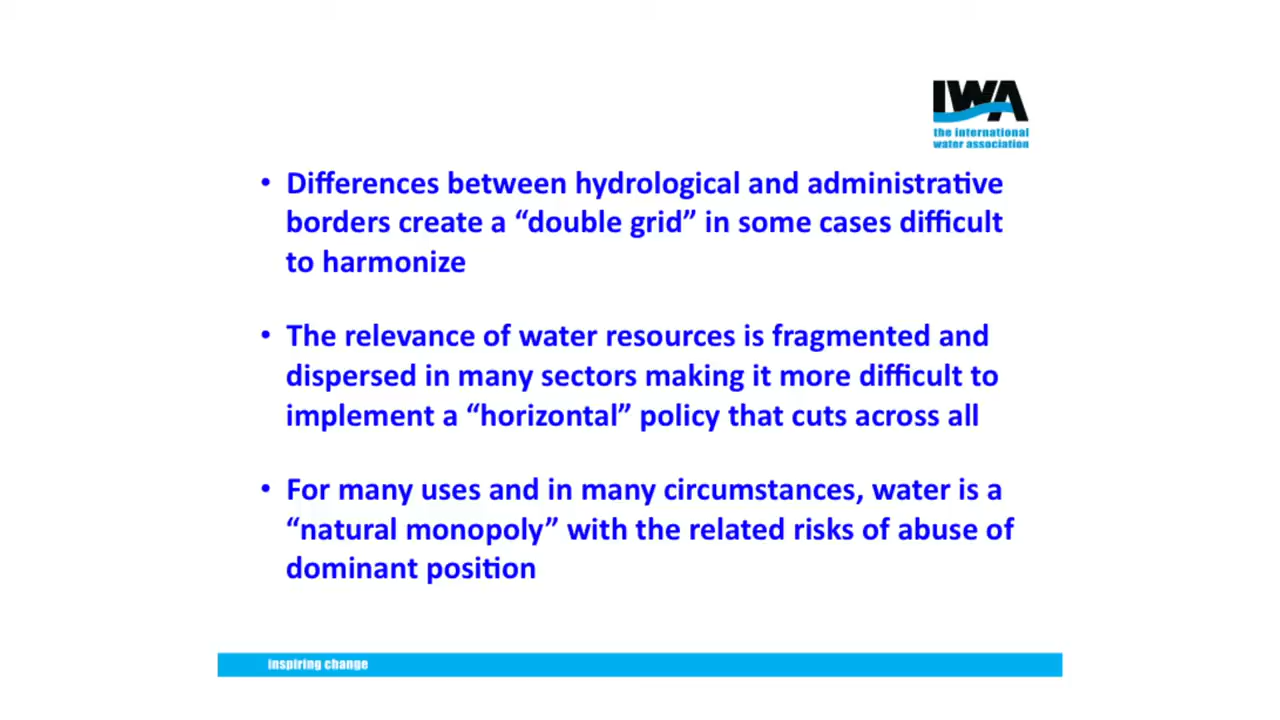 IWA
the international
water association
• Differences between hydrological and administrative
borders create a “double grid” in some cases difficult
to harmonize
• The relevance of water resources is fragmented and
dispersed in many sectors making it more difficult to
implement a “horizontal” policy that cuts across all
• For many uses and in many circumstances, water is a
“natural monopoly” with the related risks of abuse of
dominant position
inspiring change